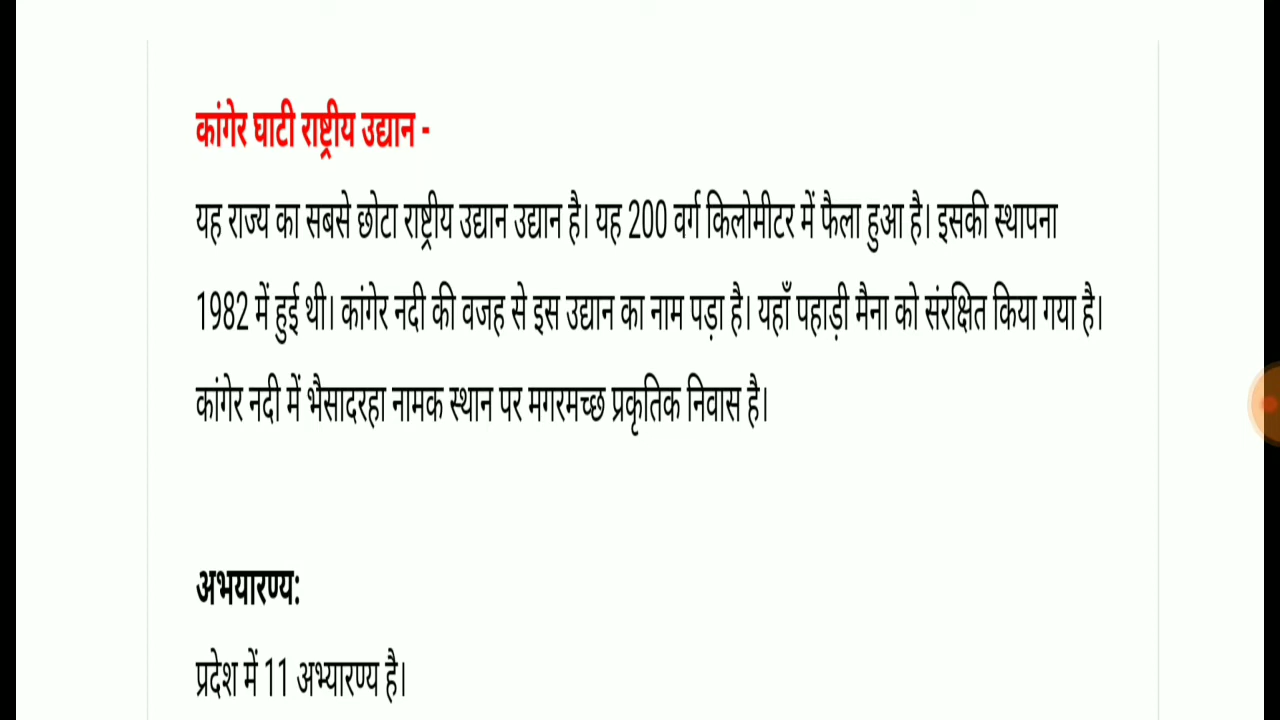 कांगेर घाटी राष्ट्रीय उद्यान -
यह राज्य का सबसे छोटा राष्ट्रीय उद्यान उद्यान है। यह 200 वर्ग किलोमीटर में फैला हुआ है। इसकी स्थापना
1982 में हुई थी। कांगेर नदी की वजह से इस उद्यान का नाम पड़ा है। यहाँ पहाड़ी मैना को संरक्षित किया गया है।
कांगेर नदी में भैसादरहा नामक स्थान पर मगरमच्छ प्रकृतिक निवास है।
अभयारण्य:
प्रदेश में 11 अभ्यारण्य है।